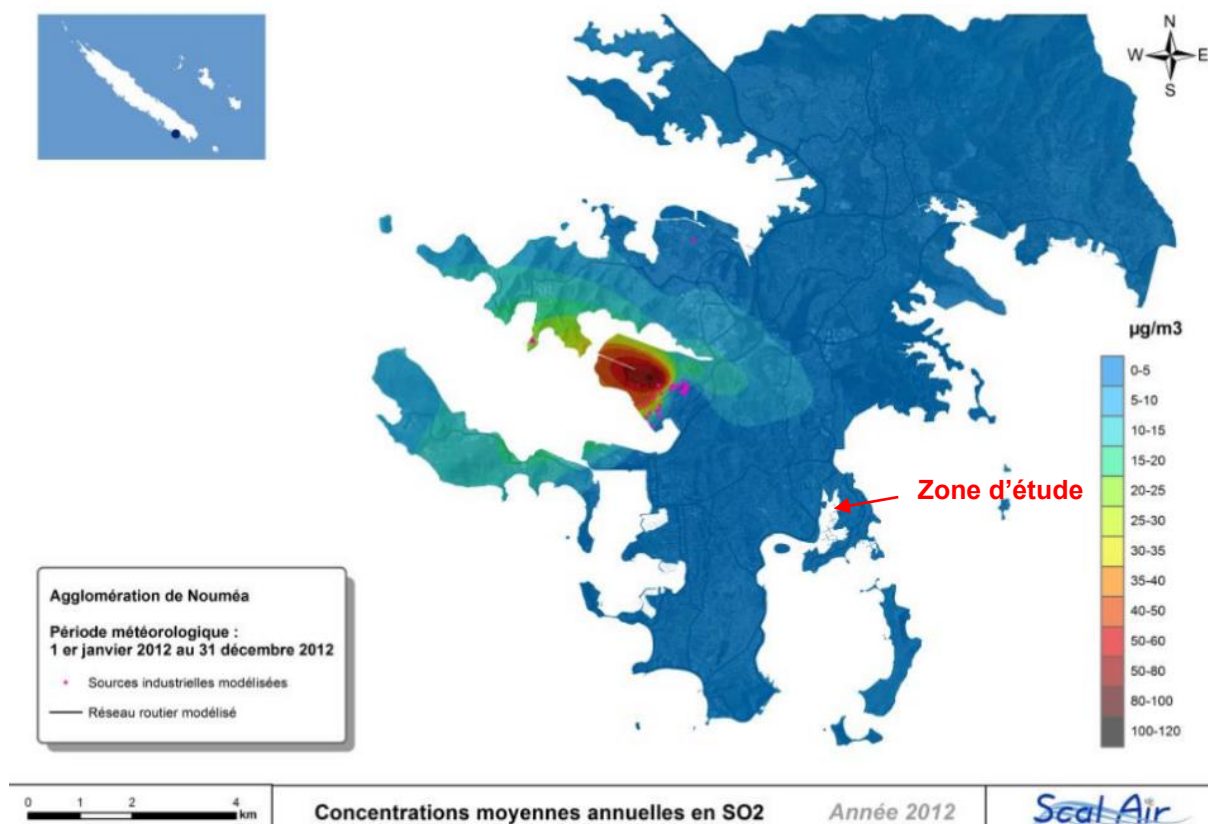 N
W E
S
µg/m3
0-5
5-10
10-15
15-20
20-25
25-30
30-35
35-40
40-50
50-60
50-80
80-100
100-120
Zone d'étude
Agglomération de Nouméa
Période météorologique :
1 er janvier 2012 au 31 décembre 2012
Sources industrielles modélisées
Réseau routier modélisé
0 1 2 4
km
Concentrations moyennes annuelles en SO2
Année 2012
Scal Air